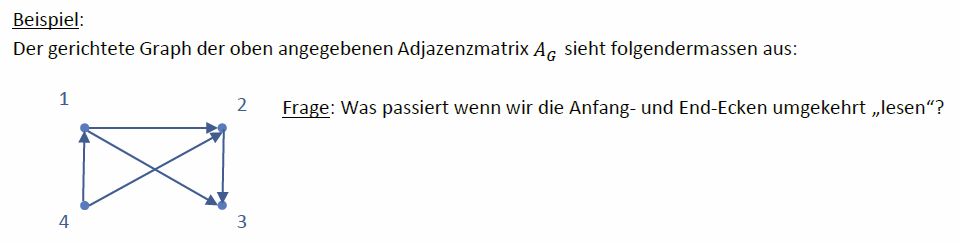 Beispiel:
Der gerichtete Graph der oben angegebenen Adjazenzmatrix A_G sieht folgendermassen aus:
1
2
Frage: Was passiert wenn wir die Anfang- und End-Ecken umgekehrt „lesen“?
4
3